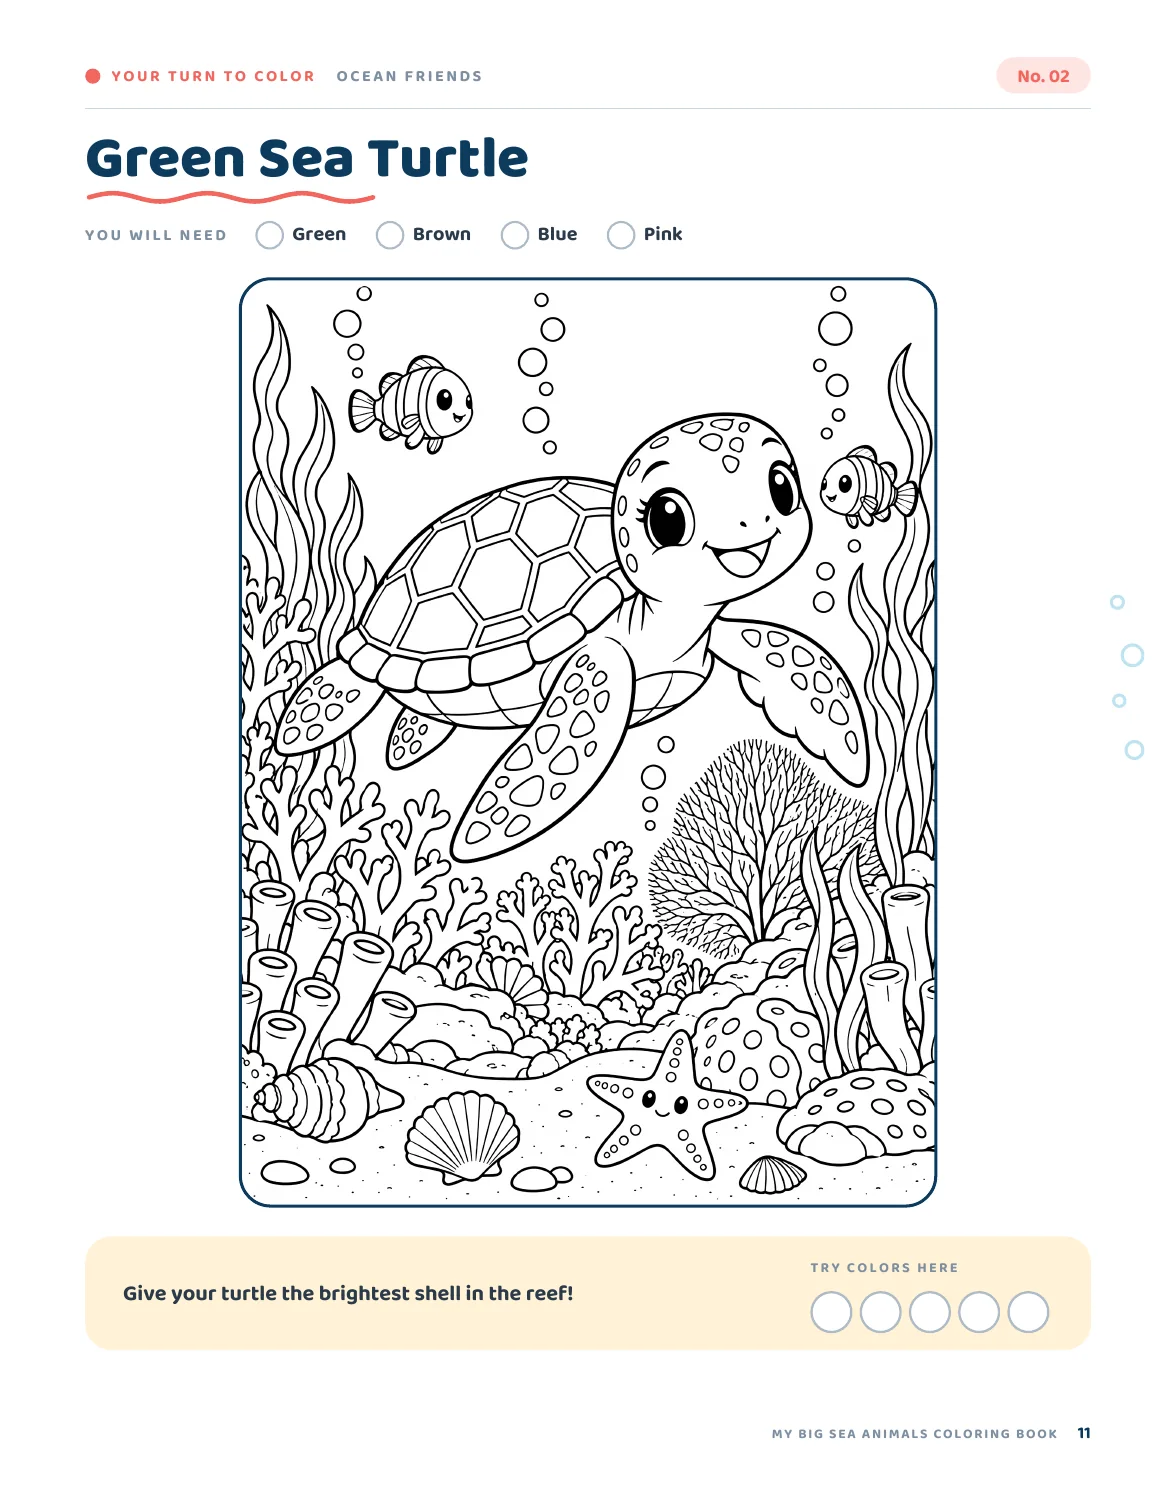 YOUR TURN TO COLOR OCEAN FRIENDS No. 02
Green Sea Turtle
YOU WILL NEED Green Brown Blue Pink
Give your turtle the brightest shell in the reef!
TRY COLORS HERE
MY BIG SEA ANIMALS COLORING BOOK 11